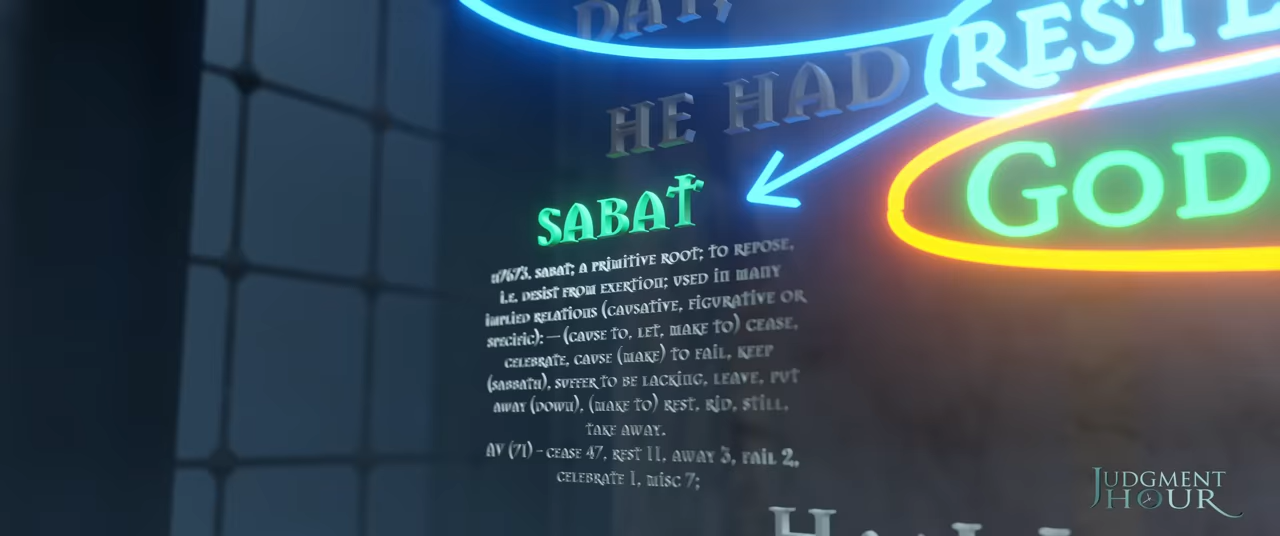 DAY,
HE HAD RESTE
GOD
SABAT
H7673. SABAT; A PRIMITIVE ROOT; TO REPOSE,
I.E. DESIST FROM EXERTION; USED IN MANY
IMPLIED RELATIONS (CAUSATIVE, FIGURATIVE OR
SPECIFIC): — (CAUSE TO, LET, MAKE TO) CEASE,
CELEBRATE, CAUSE (MAKE) TO FAIL, KEEP
(SABBATH), SUFFER TO BE LACKING, LEAVE, PUT
AWAY (DOWN), (MAKE TO) REST, RID, STILL,
TAKE AWAY.
AV (71) - CEASE 47, REST 11, AWAY 3, FAIL 2,
CELEBRATE 1, MISC 7;
JUDGMENT
HOUR